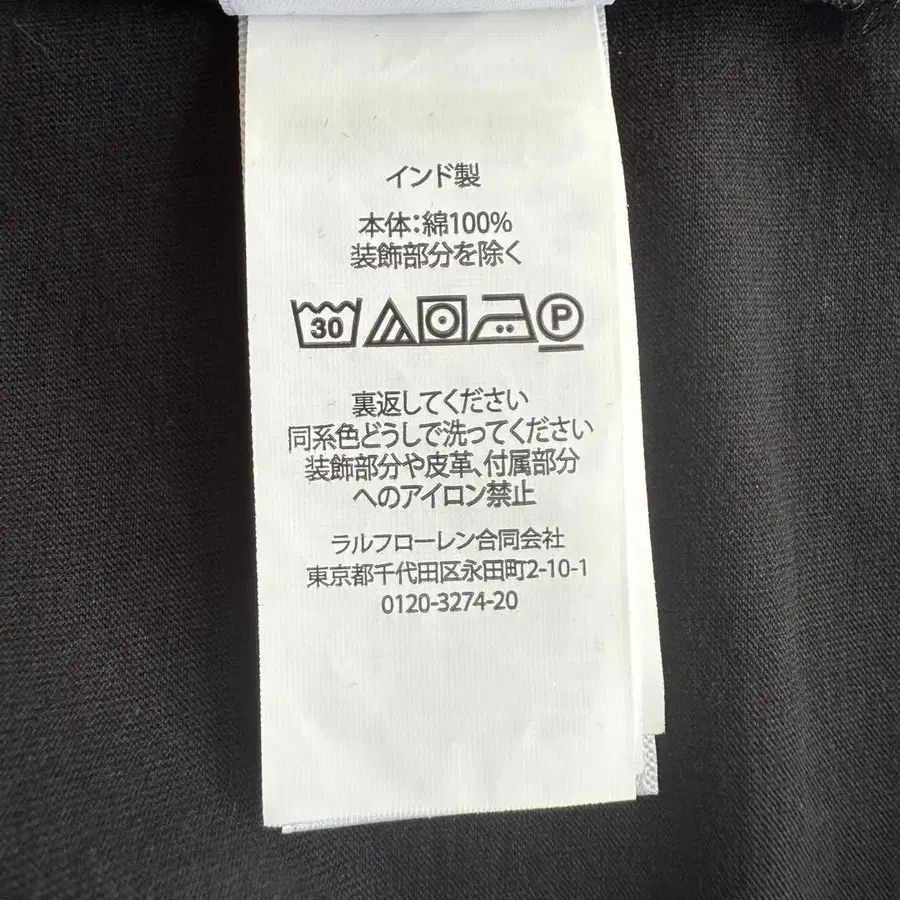 インド製
本体:綿100%
装飾部分を除く
30 P
裏返してください
同系色どうしで洗ってください
装飾部分や皮革、付属部分
へのアイロン禁止
ラルフローレン合同会社
東京都千代田区永田町2-10-1
0120-3274-20